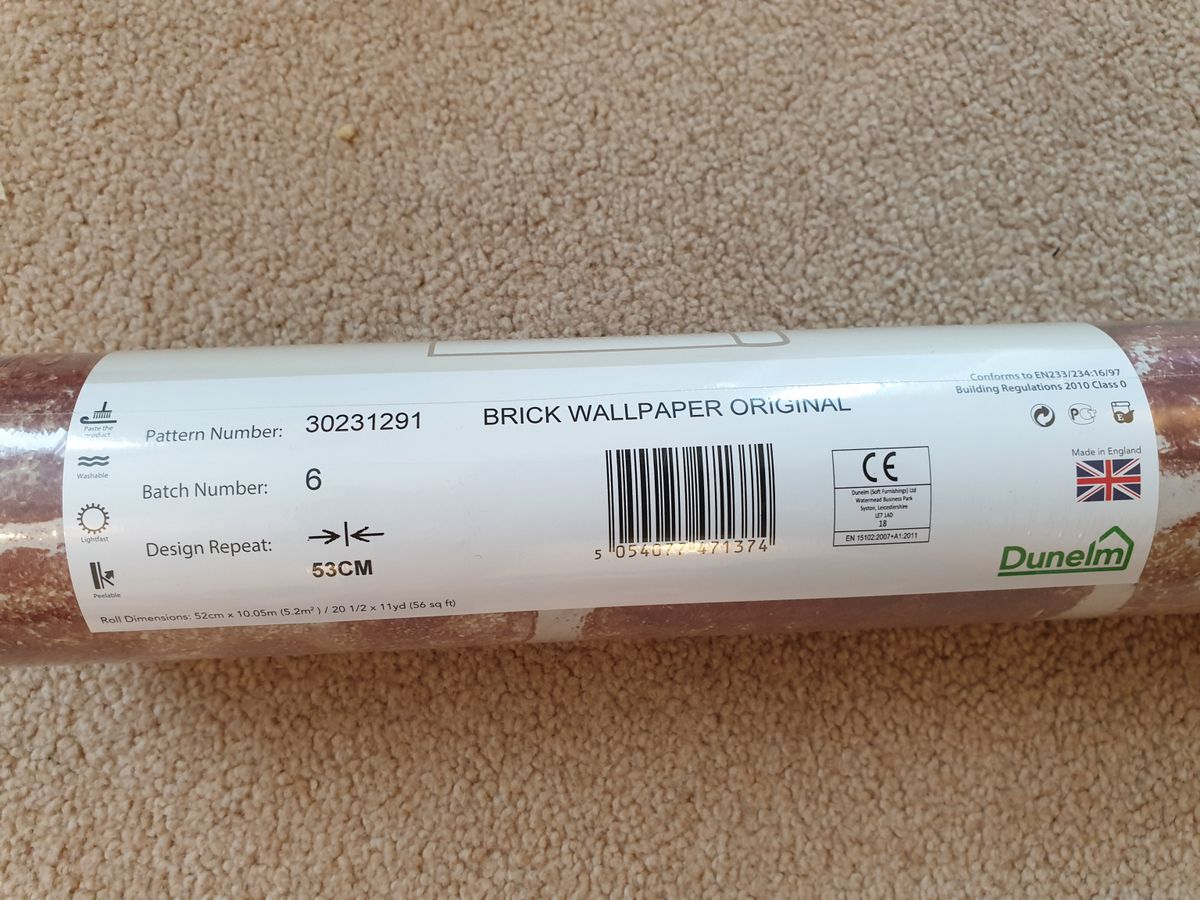 Conforms to EN233/234:16/97
Building Regulations 2010 Class 0
Paste the product
Pattern Number: 30231291
BRICK WALLPAPER ORIGINAL
Washable
Batch Number: 6
Lightfast
Design Repeat: 53CM
Peelable
Roll Dimensions: 52cm x 10.05m (5.2m²) / 20 1/2 x 11yd (56 sq ft)
5 054077 471374
CE
Dunelm (Soft Furnishings) Ltd
Watermead Business Park
Syston, Leicestershire
LE7 1AD
18
EN 15102:2007+A1:2011
Made in England
Dunelm